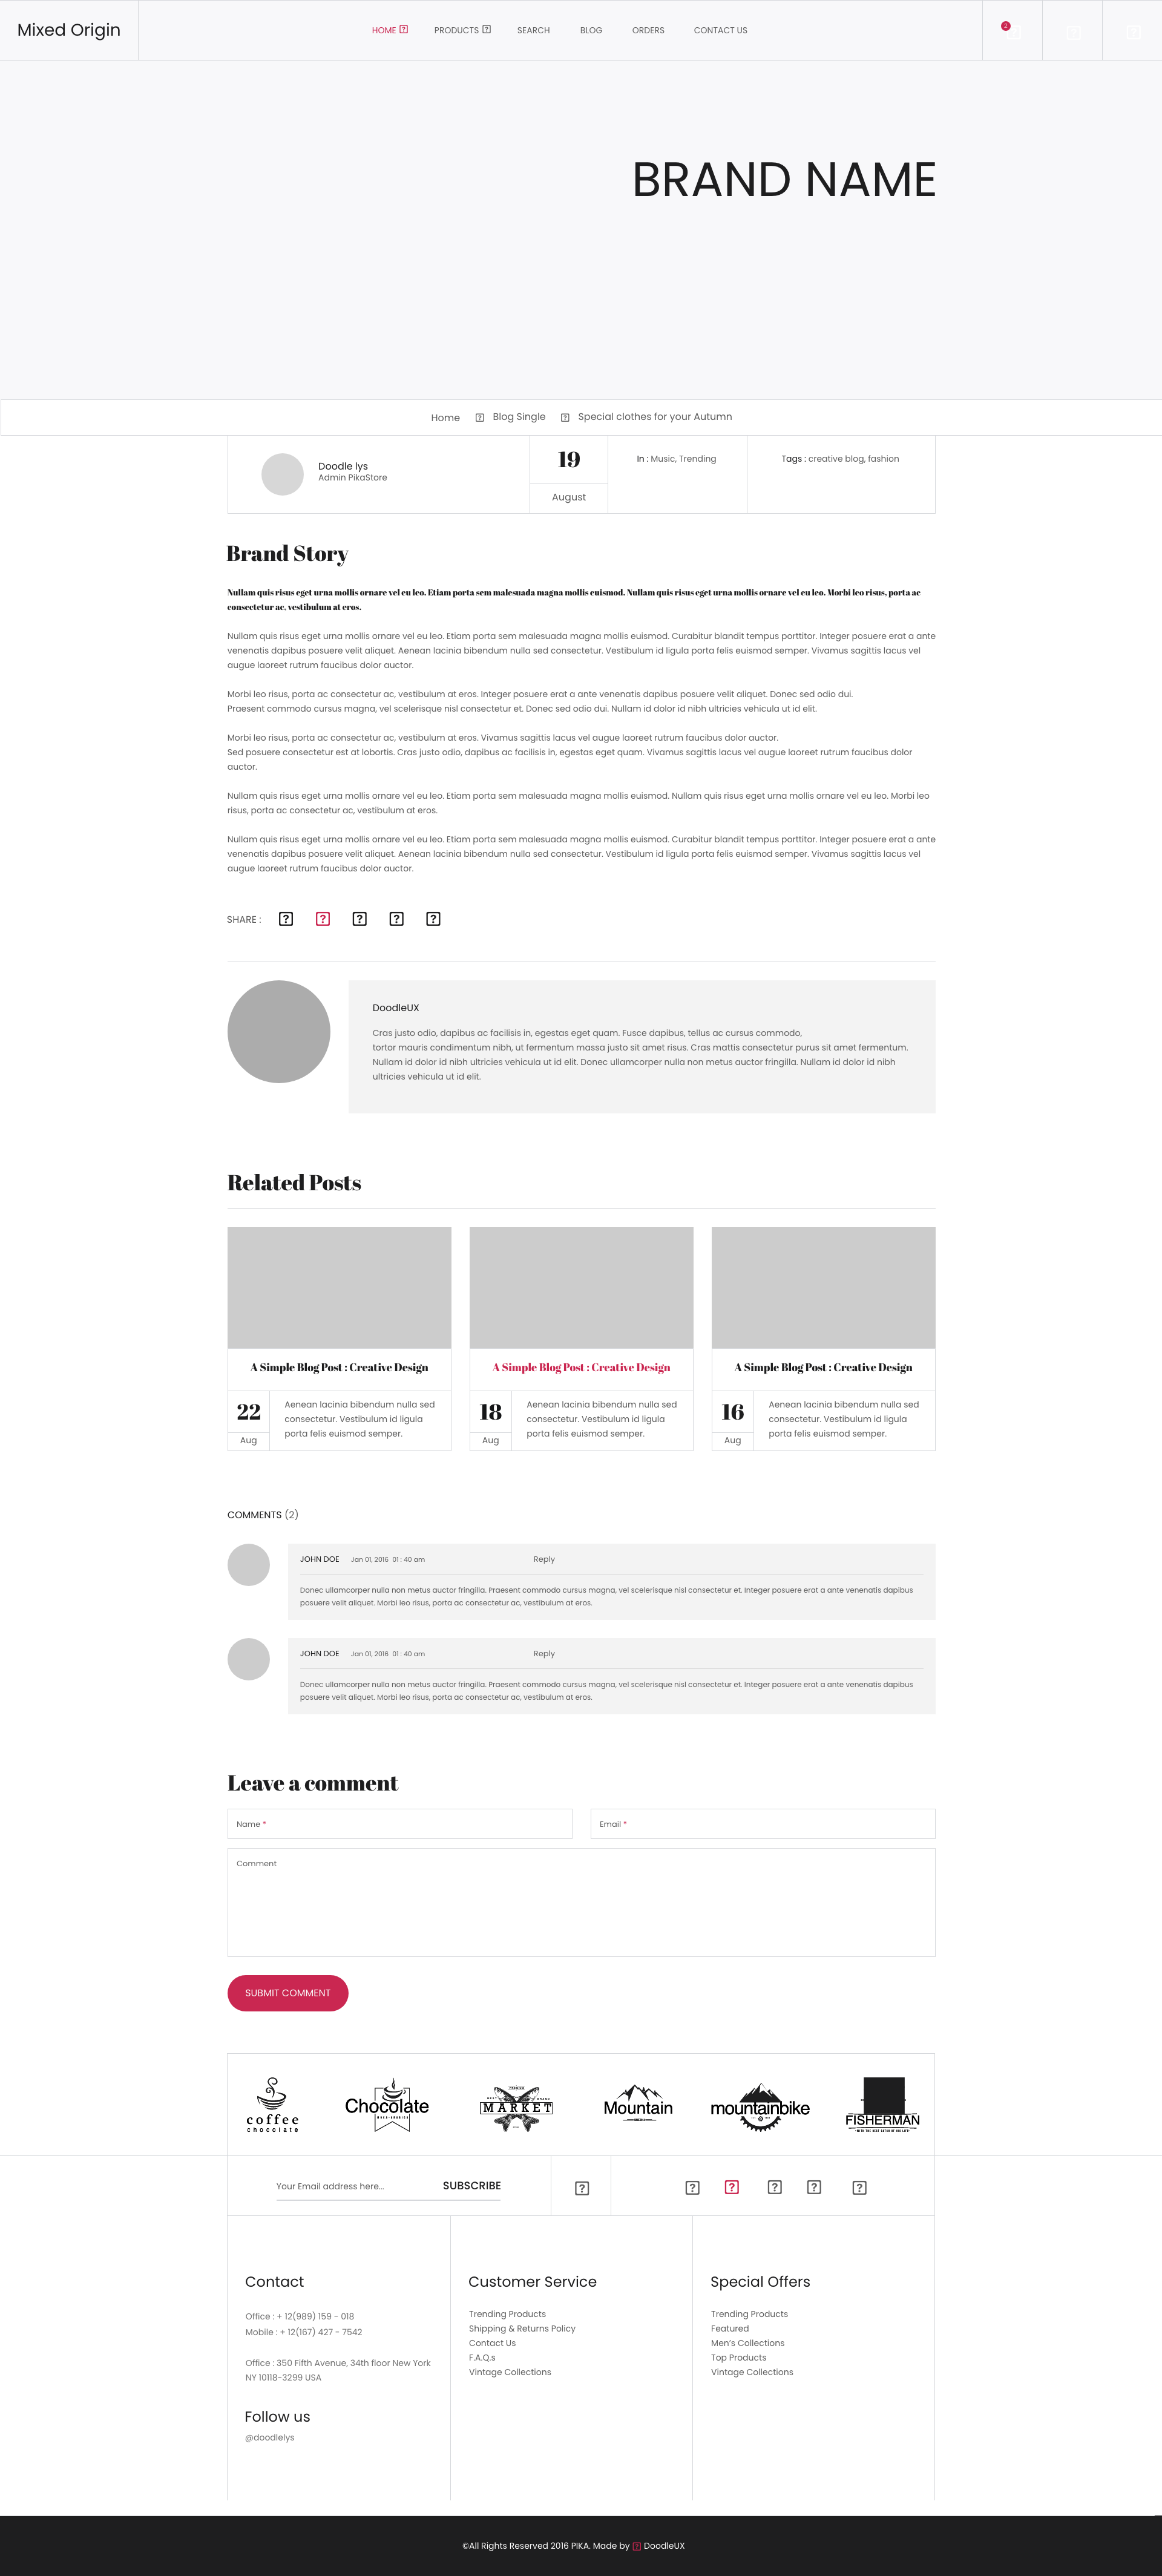 Mixed Origin
HOME
PRODUCTS
SEARCH
BLOG
ORDERS
CONTACT US
2
BRAND NAME
Home
Blog Single
Special clothes for your Autumn
Doodle lys
Admin PikaStore
19
August
In : Music, Trending
Tags : creative blog, fashion
Brand Story
Nullam quis risus eget urna mollis ornare vel eu leo. Etiam porta sem malesuada magna mollis euismod. Nullam quis risus eget urna mollis ornare vel eu leo. Morbi leo risus, porta ac
consectetur ac, vestibulum at eros.
Nullam quis risus eget urna mollis ornare vel eu leo. Etiam porta sem malesuada magna mollis euismod. Curabitur blandit tempus porttitor. Integer posuere erat a ante
venenatis dapibus posuere velit aliquet. Aenean lacinia bibendum nulla sed consectetur. Vestibulum id ligula porta felis euismod semper. Vivamus sagittis lacus vel
augue laoreet rutrum faucibus dolor auctor.
Morbi leo risus, porta ac consectetur ac, vestibulum at eros. Integer posuere erat a ante venenatis dapibus posuere velit aliquet. Donec sed odio dui.
Praesent commodo cursus magna, vel scelerisque nisl consectetur et. Donec sed odio dui. Nullam id dolor id nibh ultricies vehicula ut id elit.
Morbi leo risus, porta ac consectetur ac, vestibulum at eros. Vivamus sagittis lacus vel augue laoreet rutrum faucibus dolor auctor.
Sed posuere consectetur est at lobortis. Cras justo odio, dapibus ac facilisis in, egestas eget quam. Vivamus sagittis lacus vel augue laoreet rutrum faucibus dolor
auctor.
Nullam quis risus eget urna mollis ornare vel eu leo. Etiam porta sem malesuada magna mollis euismod. Nullam quis risus eget urna mollis ornare vel eu leo. Morbi leo
risus, porta ac consectetur ac, vestibulum at eros.
Nullam quis risus eget urna mollis ornare vel eu leo. Etiam porta sem malesuada magna mollis euismod. Curabitur blandit tempus porttitor. Integer posuere erat a ante
venenatis dapibus posuere velit aliquet. Aenean lacinia bibendum nulla sed consectetur. Vestibulum id ligula porta felis euismod semper. Vivamus sagittis lacus vel
augue laoreet rutrum faucibus dolor auctor.
SHARE :
DoodleUX
Cras justo odio, dapibus ac facilisis in, egestas eget quam. Fusce dapibus, tellus ac cursus commodo,
tortor mauris condimentum nibh, ut fermentum massa justo sit amet risus. Cras mattis consectetur purus sit amet fermentum.
Nullam id dolor id nibh ultricies vehicula ut id elit. Donec ullamcorper nulla non metus auctor fringilla. Nullam id dolor id nibh
ultricies vehicula ut id elit.
Related Posts
A Simple Blog Post : Creative Design
22
Aug
Aenean lacinia bibendum nulla sed
consectetur. Vestibulum id ligula
porta felis euismod semper.
A Simple Blog Post : Creative Design
18
Aug
Aenean lacinia bibendum nulla sed
consectetur. Vestibulum id ligula
porta felis euismod semper.
A Simple Blog Post : Creative Design
16
Aug
Aenean lacinia bibendum nulla sed
consectetur. Vestibulum id ligula
porta felis euismod semper.
COMMENTS (2)
JOHN DOE Jan 01, 2016 01 : 40 am Reply
Donec ullamcorper nulla non metus auctor fringilla. Praesent commodo cursus magna, vel scelerisque nisl consectetur et. Integer posuere erat a ante venenatis dapibus
posuere velit aliquet. Morbi leo risus, porta ac consectetur ac, vestibulum at eros.
JOHN DOE Jan 01, 2016 01 : 40 am Reply
Donec ullamcorper nulla non metus auctor fringilla. Praesent commodo cursus magna, vel scelerisque nisl consectetur et. Integer posuere erat a ante venenatis dapibus
posuere velit aliquet. Morbi leo risus, porta ac consectetur ac, vestibulum at eros.
Leave a comment
Name *
Email *
Comment
SUBMIT COMMENT
coffee
chocolate
Chocolate
PREMIUM
MARKET
Mountain
mountainbike
FISHERMAN
Your Email address here...
SUBSCRIBE
Contact
Office : + 12(989) 159 - 018
Mobile : + 12(167) 427 - 7542
Office : 350 Fifth Avenue, 34th floor New York
NY 10118-3299 USA
Follow us
@doodlelys
Customer Service
Trending Products
Shipping & Returns Policy
Contact Us
F.A.Q.s
Vintage Collections
Special Offers
Trending Products
Featured
Men's Collections
Top Products
Vintage Collections
©All Rights Reserved 2016 PIKA. Made by DoodleUX